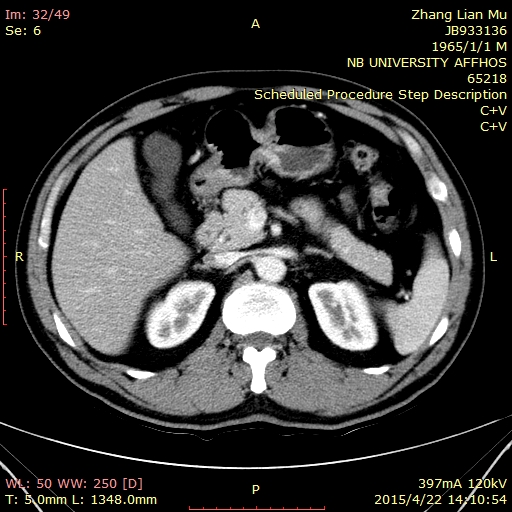 Im: 32/49
Se: 6
A
Zhang Lian Mu
JB933136
1965/1/1 M
NB UNIVERSITY AFFHOS
65218
Scheduled Procedure Step Description
C+V
C+V
R
L
WL: 50 WW: 250 [D]
T: 5.0mm L: 1348.0mm
P
397mA 120kV
2015/4/22 14:10:54